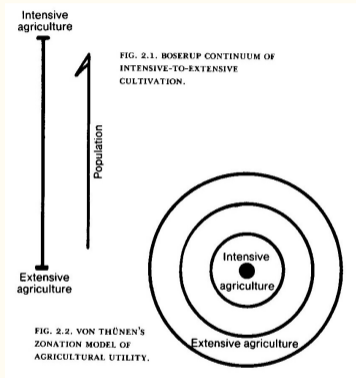 Intensive
agriculture
FIG. 2.1. BOSERUP CONTINUUM OF
INTENSIVE-TO-EXTENSIVE
CULTIVATION.
Population
Extensive
agriculture
Intensive
agriculture
Extensive agriculture
FIG. 2.2. VON THÜNEN'S
ZONATION MODEL OF
AGRICULTURAL UTILITY.